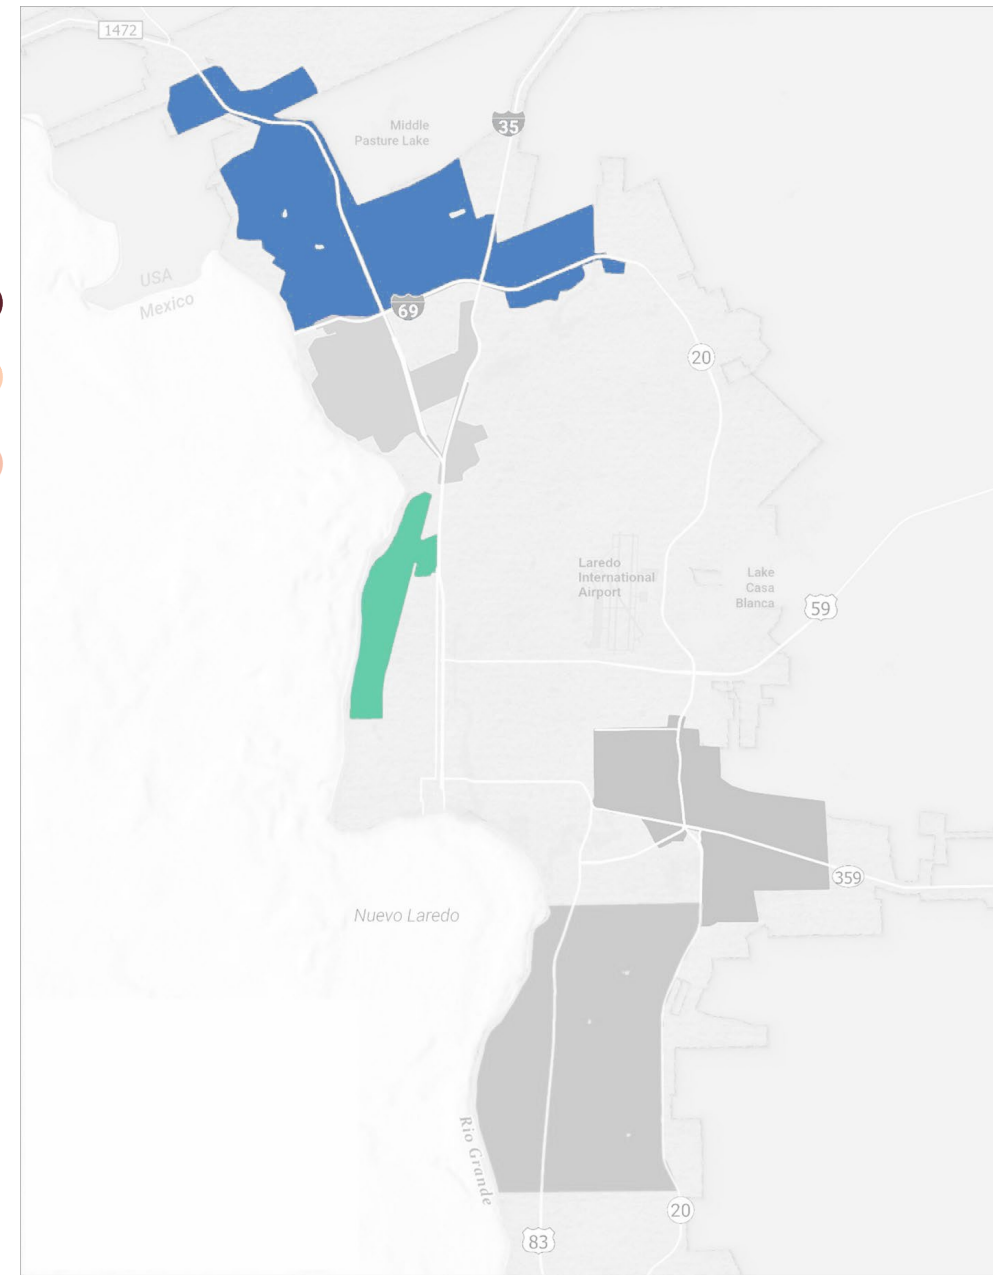 1472
35
Middle
Pasture Lake
USA
Mexico
69
20
Laredo
International
Airport
Lake
Casa
Blanca
59
359
Nuevo Laredo
Rio Grande
20
83